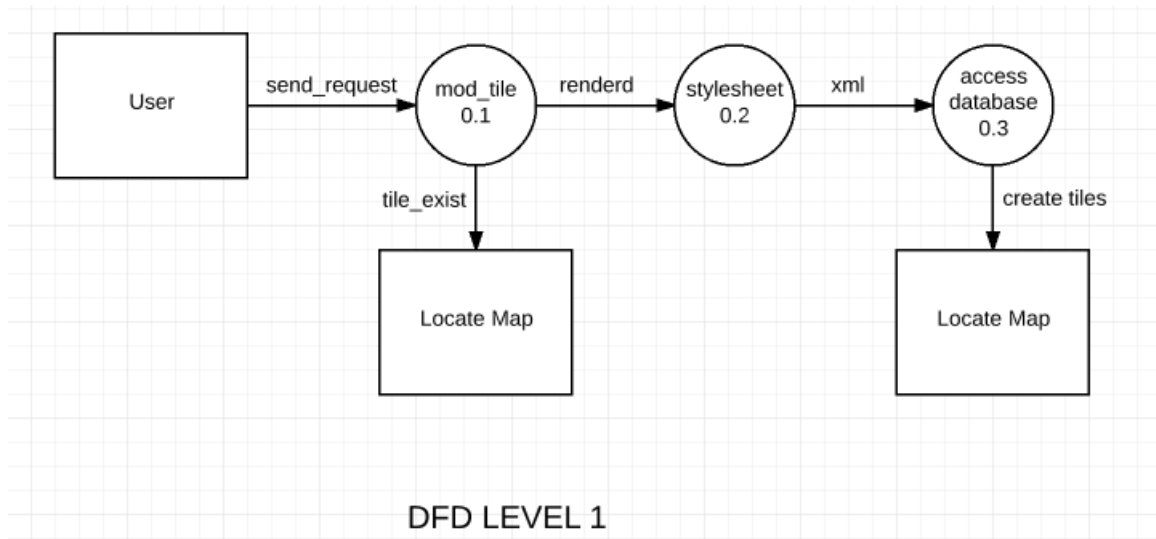 User
send_request
mod_tile
0.1
renderd
stylesheet
0.2
xml
access
database
0.3
tile_exist
create tiles
Locate Map
Locate Map
DFD LEVEL 1